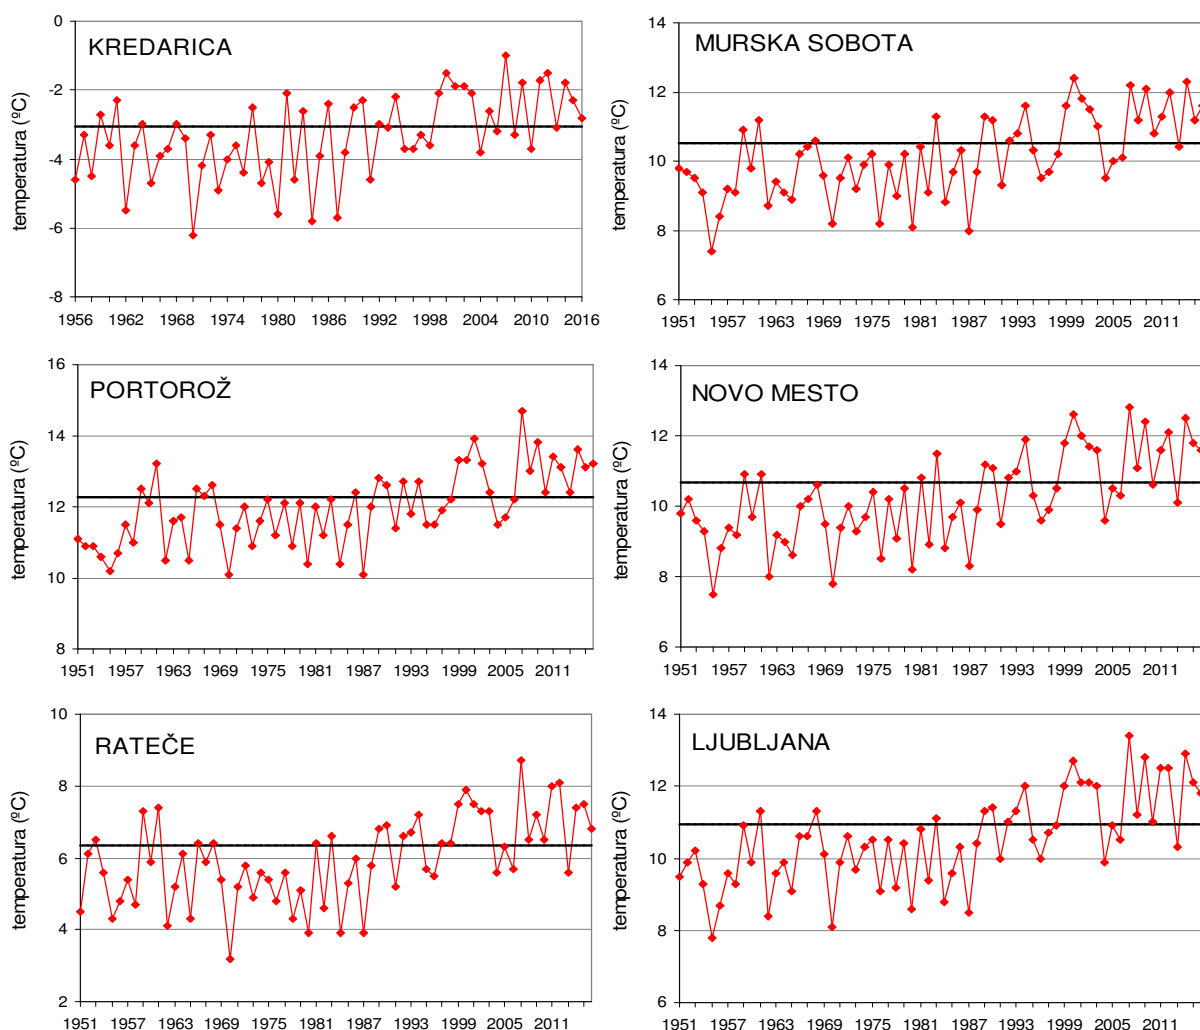 KREDARICA
temperatura (ºC)
0
-2
-4
-6
-8
1956 1962 1968 1974 1980 1986 1992 1998 2004 2010 2016
MURSKA SOBOTA
temperatura (ºC)
14
12
10
8
6
1951 1957 1963 1969 1975 1981 1987 1993 1999 2005 2011
PORTOROŽ
temperatura (ºC)
16
14
12
10
8
1951 1957 1963 1969 1975 1981 1987 1993 1999 2005 2011
NOVO MESTO
temperatura (ºC)
14
12
10
8
6
1951 1957 1963 1969 1975 1981 1987 1993 1999 2005 2011
RATEČE
temperatura (ºC)
10
8
6
4
2
1951 1957 1963 1969 1975 1981 1987 1993 1999 2005 2011
LJUBLJANA
temperatura (ºC)
14
12
10
8
6
1951 1957 1963 1969 1975 1981 1987 1993 1999 2005 2011